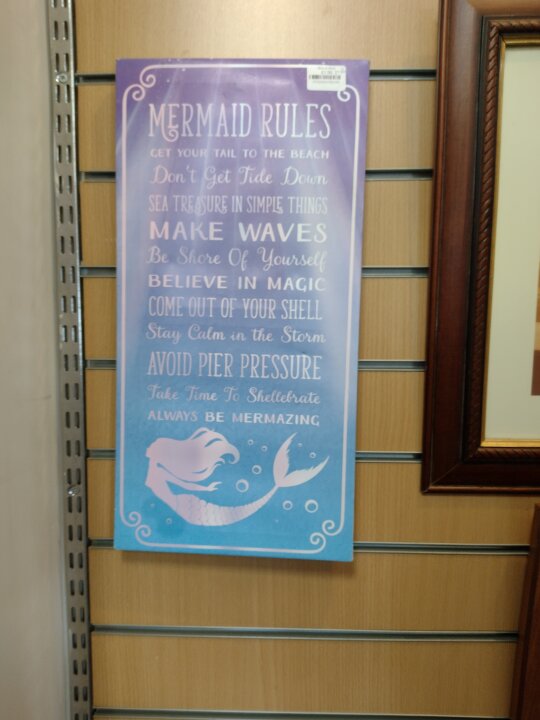 MERMAID RULES
GET YOUR TAIL TO THE BEACH
Don't Get Tide Down
SEA TREASURE IN SIMPLE THINGS
MAKE WAVES
Be Shore Of Yourself
BELIEVE IN MAGIC
COME OUT OF YOUR SHELL
Stay Calm in the Storm
AVOID PIER PRESSURE
Take Time To Shellebrate
ALWAYS BE MERMAZING